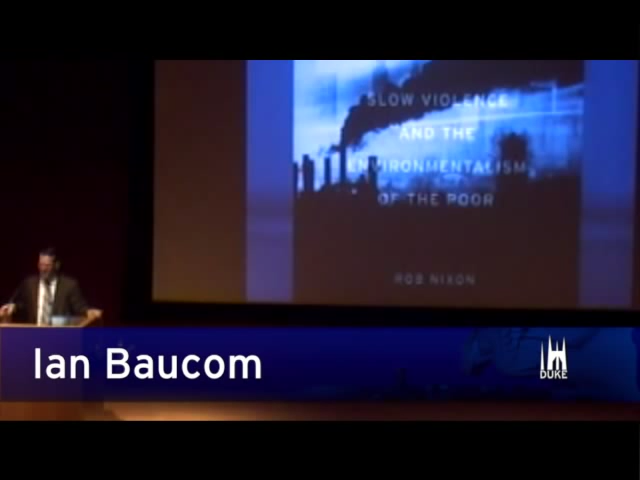 SLOW VIOLENCE
AND THE
ENVIRONMENTALISM
OF THE POOR
ROB NIXON
Ian Baucom
DUKE